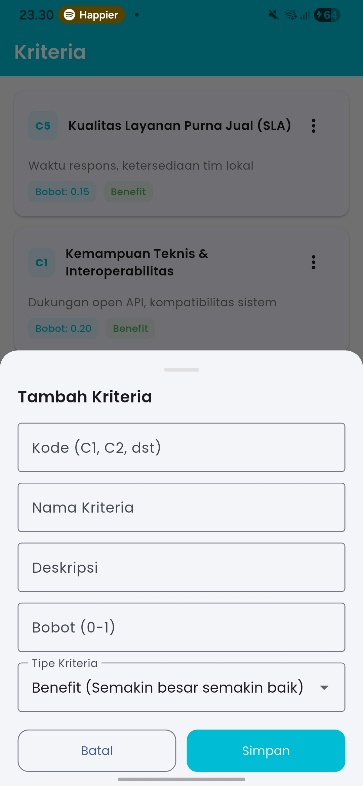 23.30 Happier
64
Kriteria
C5 Kualitas Layanan Purna Jual (SLA)
Waktu respons, ketersediaan tim lokal
Bobot: 0.15 Benefit
C1 Kemampuan Teknis &
Interoperabilitas
Dukungan open API, kompatibilitas sistem
Bobot: 0.20 Benefit
Tambah Kriteria
Kode (C1, C2, dst)
Nama Kriteria
Deskripsi
Bobot (0-1)
Tipe Kriteria
Benefit (Semakin besar semakin baik)
Batal Simpan